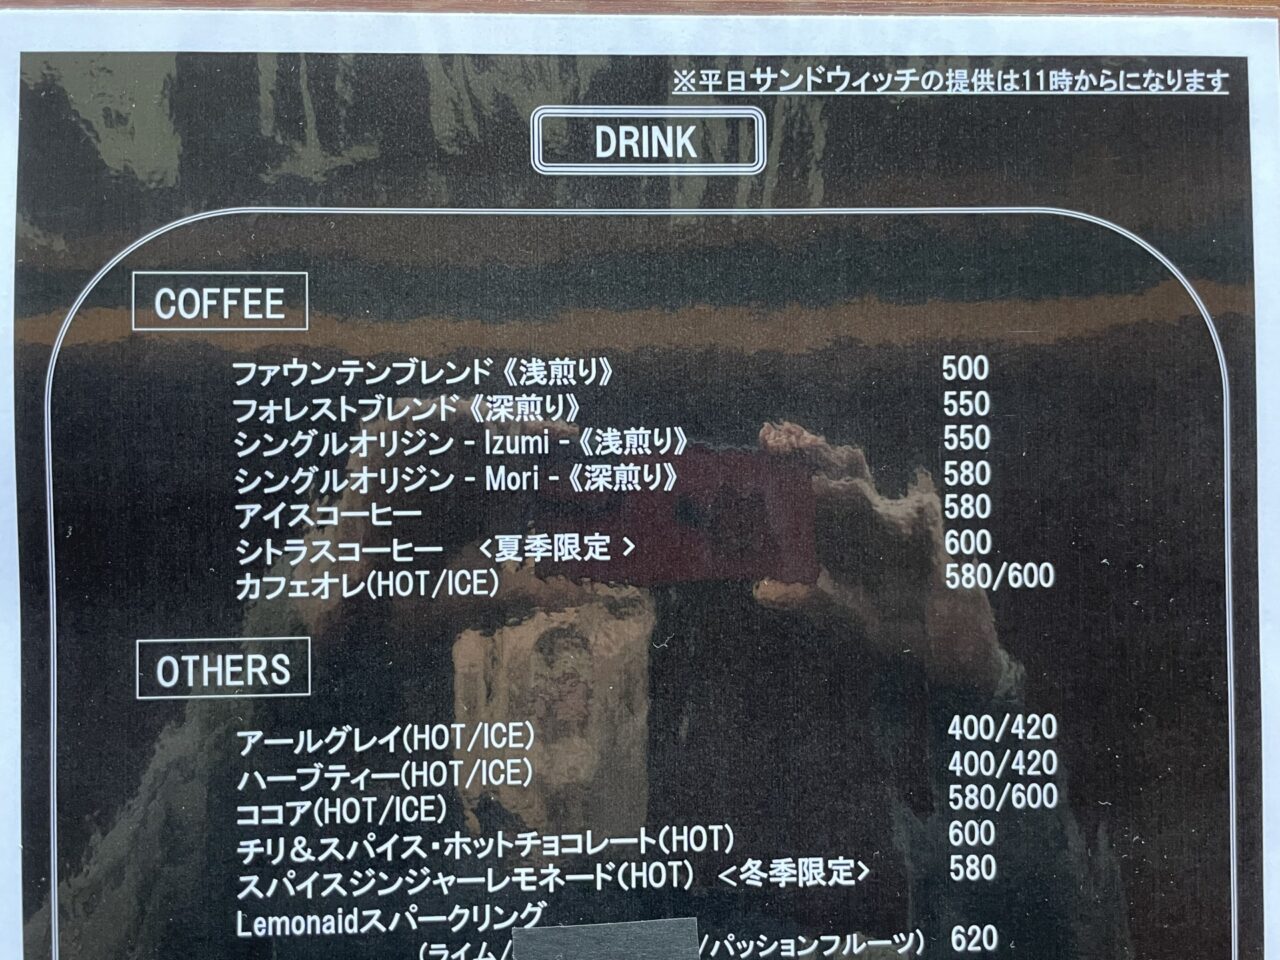 ※平日サンドウィッチの提供は11時からになります
DRINK
COFFEE
ファウンテンブレンド《浅煎り》 500
フォレストブレンド《深煎り》 550
シングルオリジン - Izumi -《浅煎り》 550
シングルオリジン - Mori -《深煎り》 580
アイスコーヒー 580
シトラスコーヒー <夏季限定 > 600
カフェオレ(HOT/ICE) 580/600
OTHERS
アールグレイ(HOT/ICE) 400/420
ハーブティー(HOT/ICE) 400/420
ココア(HOT/ICE) 580/600
チリ&スパイス・ホットチョコレート(HOT) 600
スパイスジンジャーレモネード(HOT) <冬季限定> 580
Lemonaidスパークリング
(ライム/ /パッションフルーツ) 620